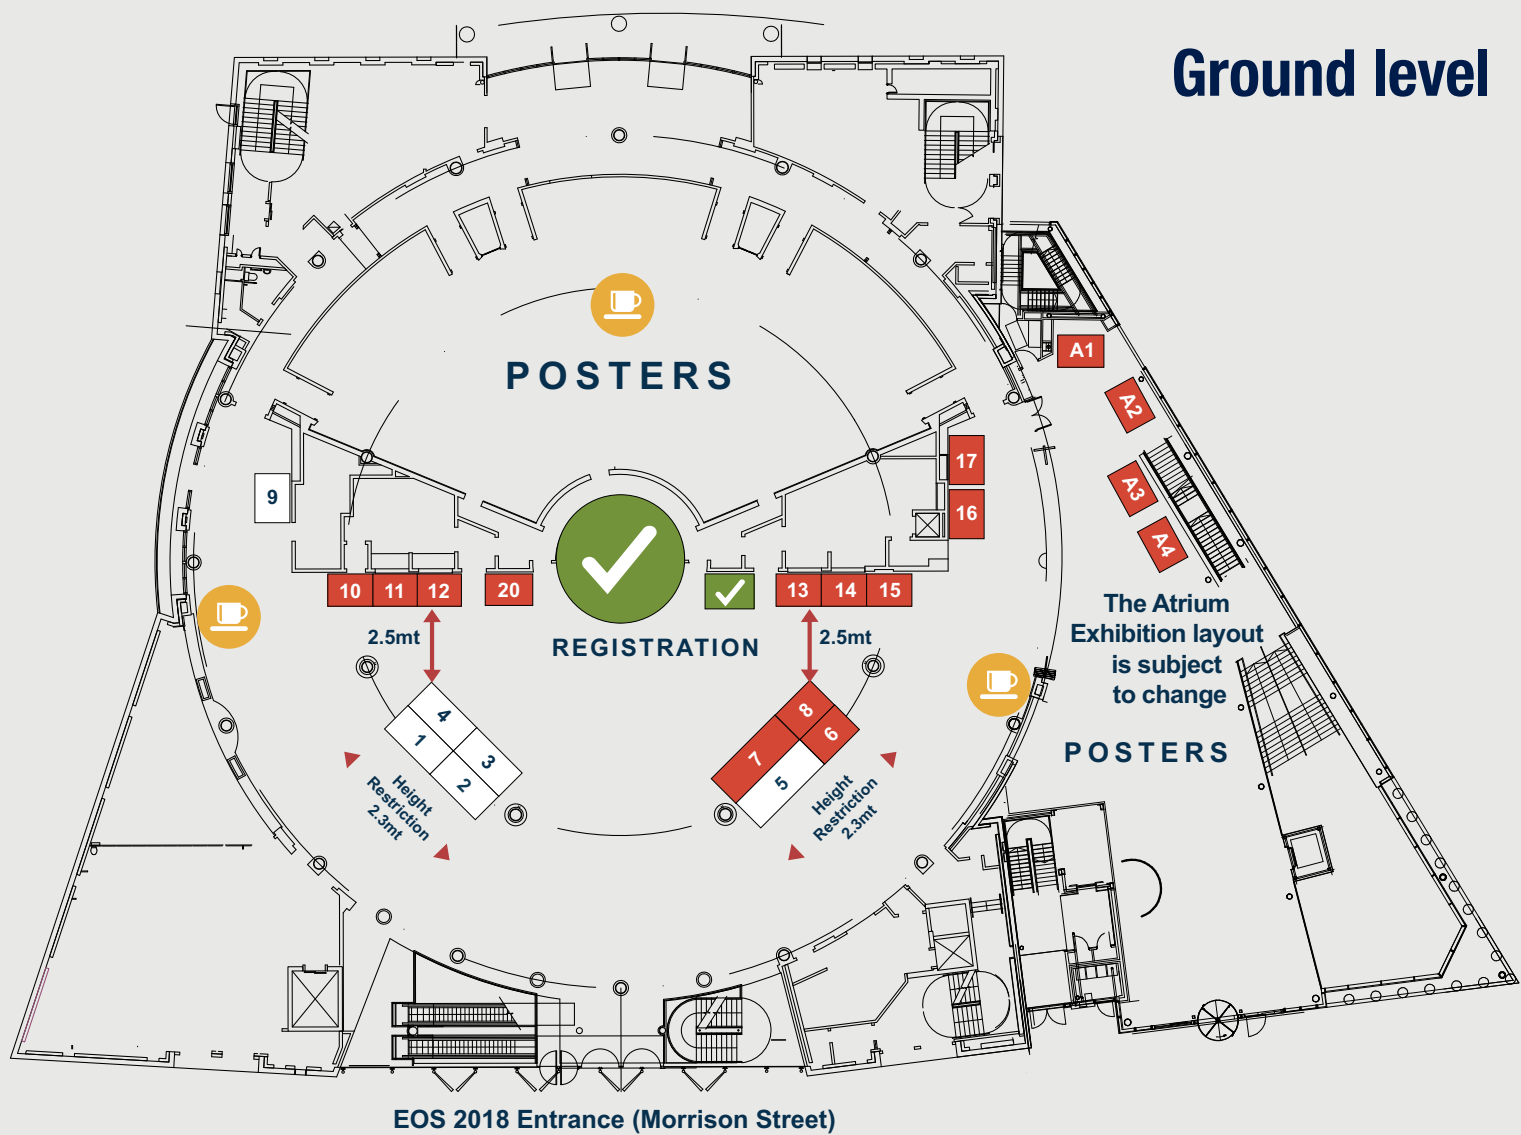 Ground level
POSTERS
A1
A2
A3
A4
17
16
9
10
11
12
20
13
14
15
2.5mt
REGISTRATION
2.5mt
The Atrium
Exhibition layout
is subject
to change
POSTERS
4
1
3
2
8
6
7
5
Height
Restriction
2.3mt
Height
Restriction
2.3mt
EOS 2018 Entrance (Morrison Street)